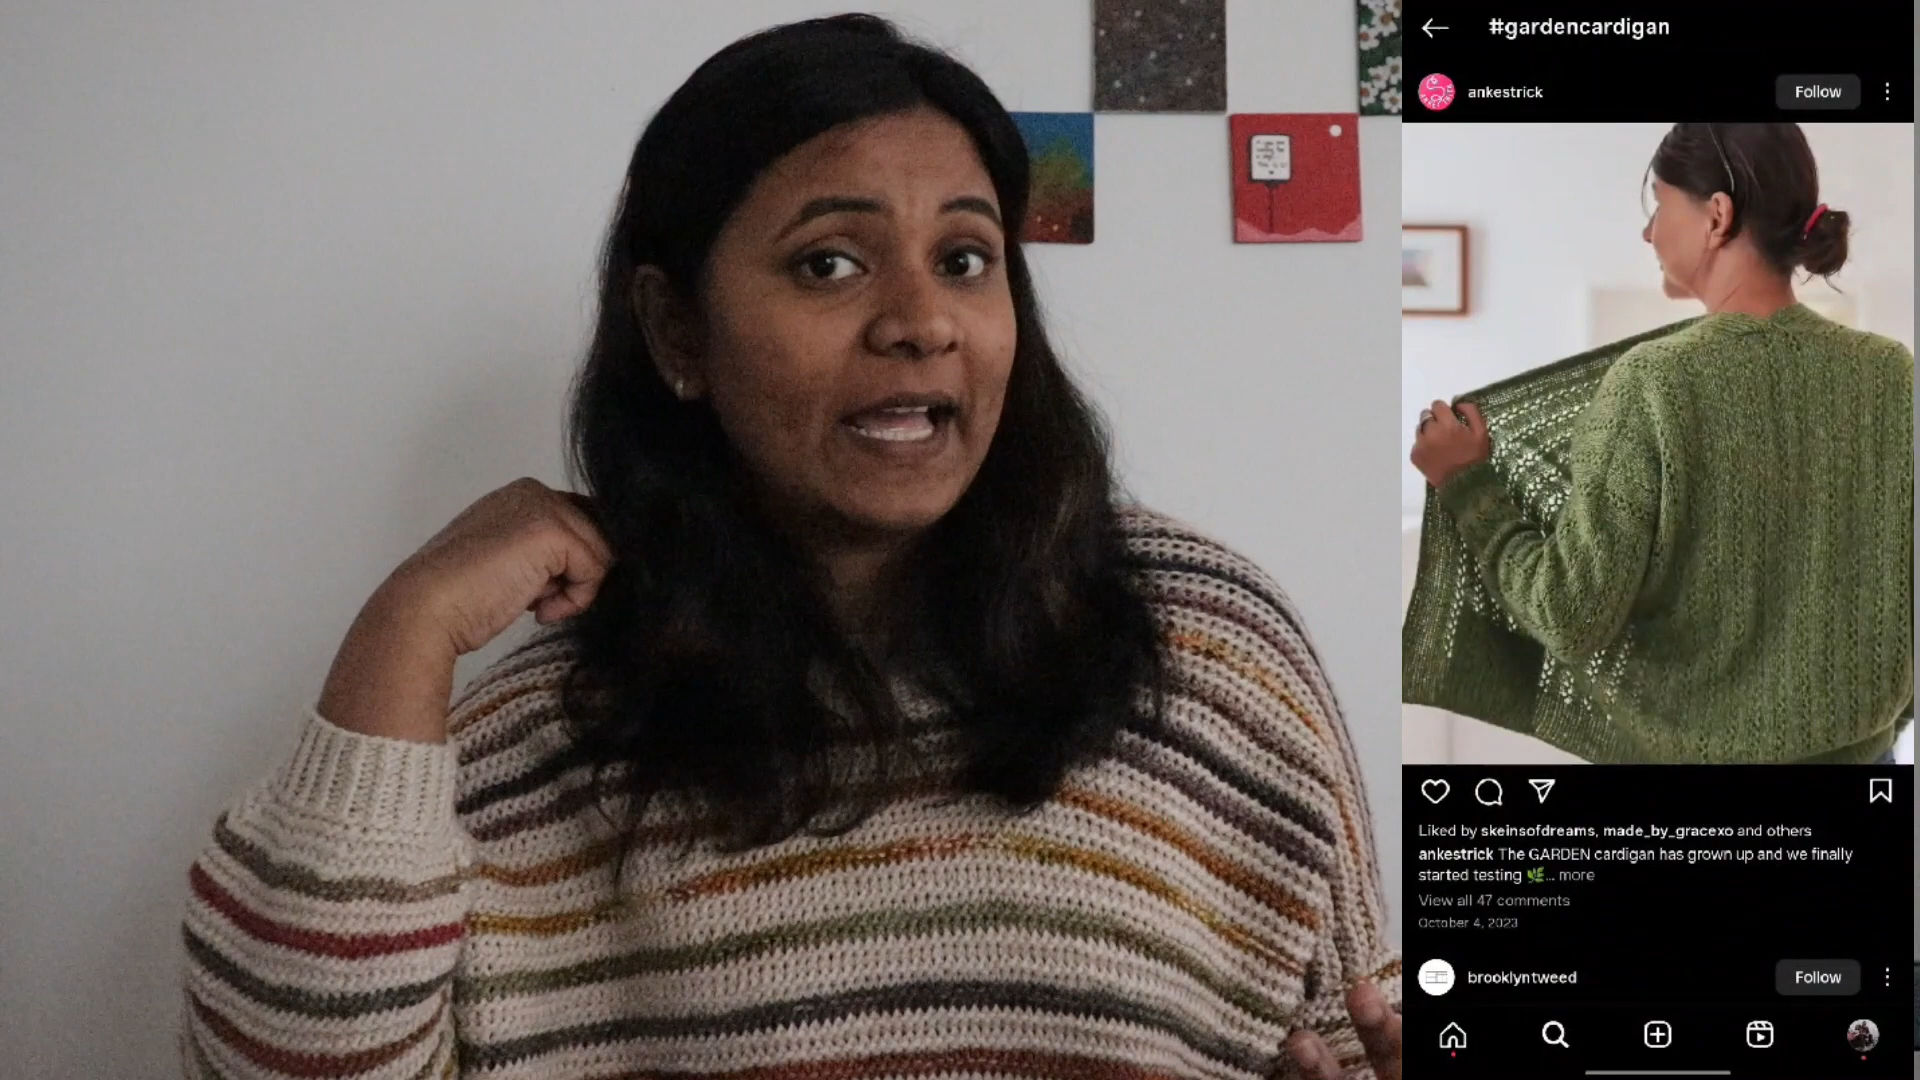 #gardencardigan
ankestrick
Follow
Liked by skeinsofdreams, made_by_gracexo and others
ankestrick The GARDEN cardigan has grown up and we finally
started testing 🌿... more
View all 47 comments
October 4, 2023
brooklyntweed
Follow